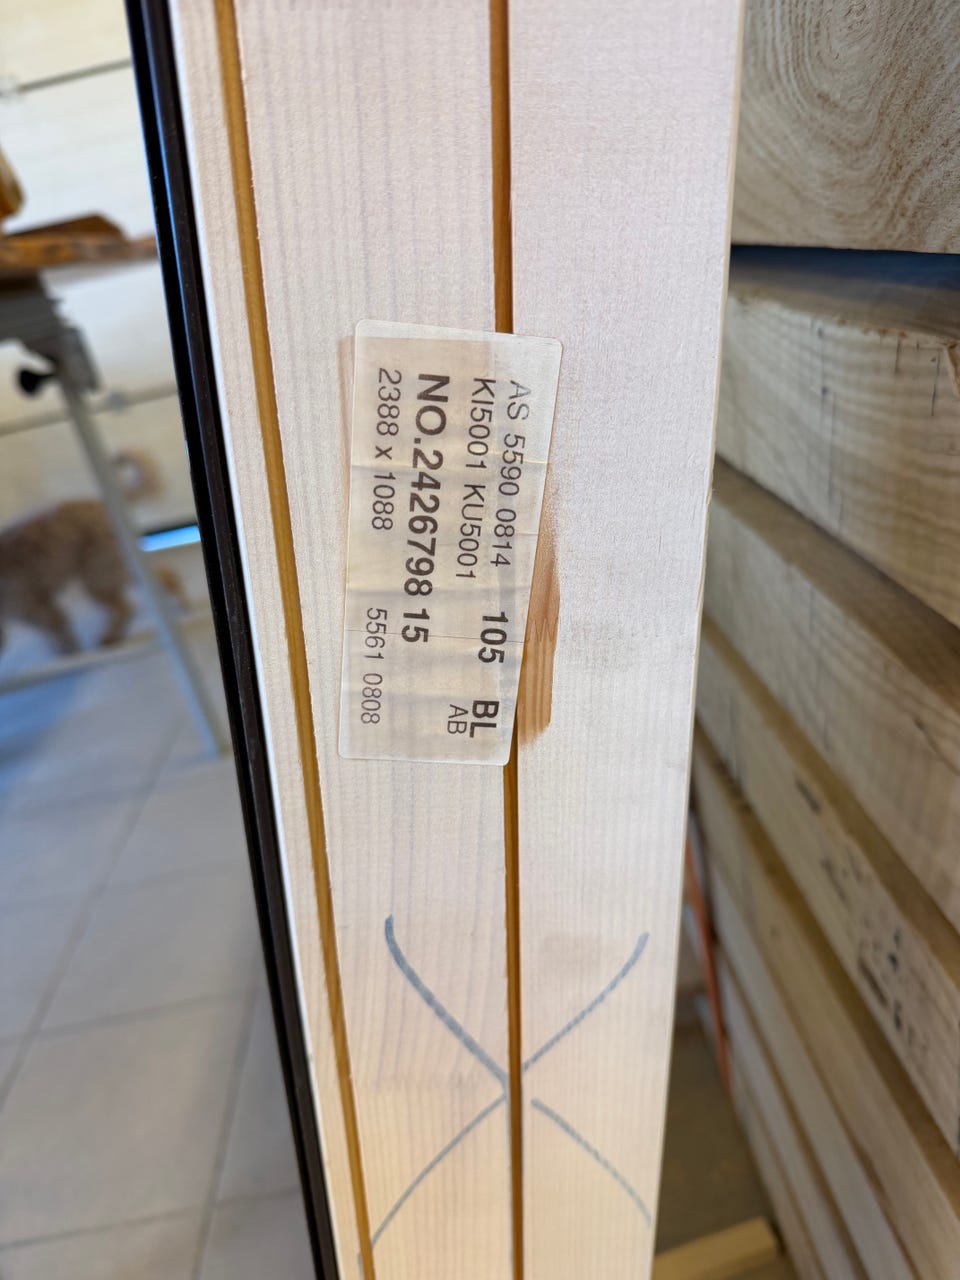 AS 5590 0814 105 BL
KI5001 KU5001 AB
NO.2426798 15
2388 x 1088 5561 0808